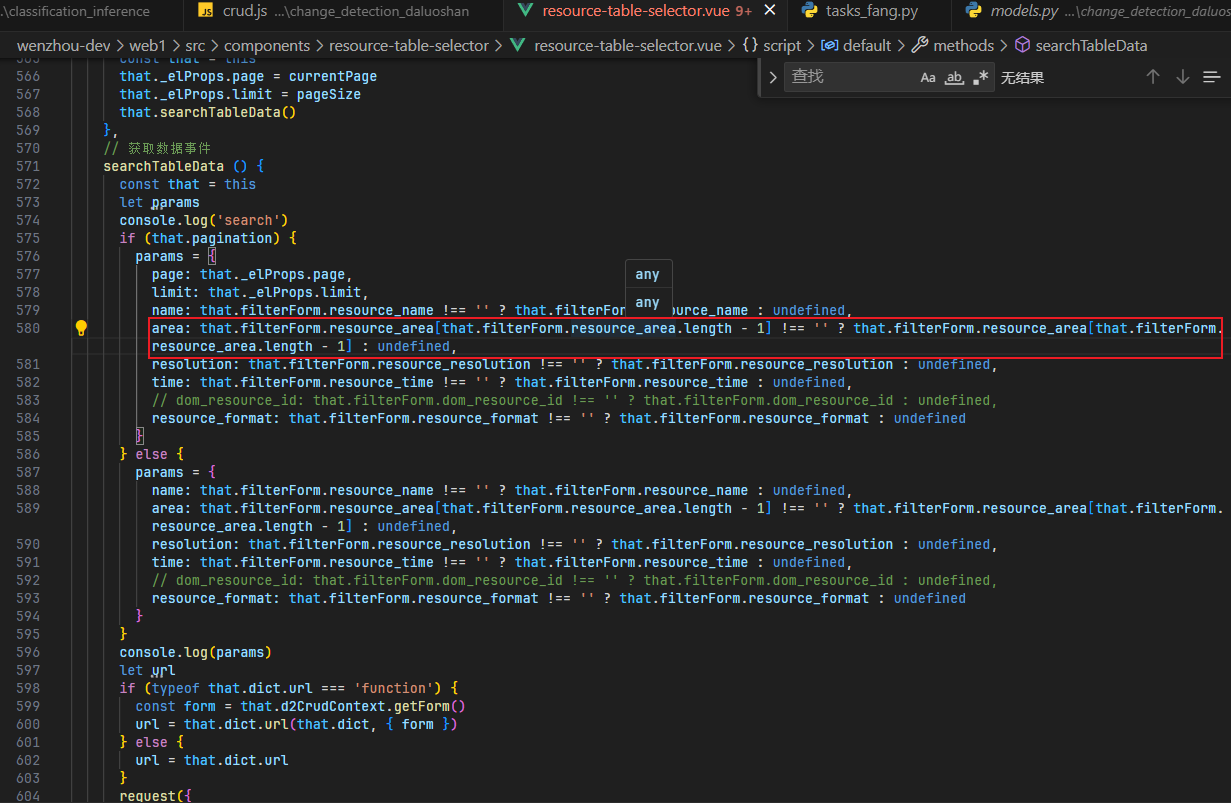 .\classification_inference
JS crud.js ...\change_detection_daluoshan
resource-table-selector.vue 9+
tasks_fang.py
models.py ...\change_detection_daluos
wenzhou-dev > web1 > src > components > resource-table-selector > resource-table-selector.vue > {} script > default > methods > searchTableData
查找 Aa ab .* 无结果
565 const that = this
566 that._elProps.page = currentPage
567 that._elProps.limit = pageSize
568 that.searchTableData()
569 },
570 // 获取数据事件
571 searchTableData () {
572 const that = this
573 let params
574 console.log('search')
575 if (that.pagination) {
576 params = {
any
577 page: that._elProps.page,
578 limit: that._elProps.limit,
any
579 name: that.filterForm.resource_name !== '' ? that.filterFor ource_name : undefined,
580 area: that.filterForm.resource_area[that.filterForm.resource_area.length - 1] !== '' ? that.filterForm.resource_area[that.filterForm.
resource_area.length - 1] : undefined,
581 resolution: that.filterForm.resource_resolution !== '' ? that.filterForm.resource_resolution : undefined,
582 time: that.filterForm.resource_time !== '' ? that.filterForm.resource_time : undefined,
583 // dom_resource_id: that.filterForm.dom_resource_id !== '' ? that.filterForm.dom_resource_id : undefined,
584 resource_format: that.filterForm.resource_format !== '' ? that.filterForm.resource_format : undefined
585 }
586 } else {
587 params = {
588 name: that.filterForm.resource_name !== '' ? that.filterForm.resource_name : undefined,
589 area: that.filterForm.resource_area[that.filterForm.resource_area.length - 1] !== '' ? that.filterForm.resource_area[that.filterForm.
resource_area.length - 1] : undefined,
590 resolution: that.filterForm.resource_resolution !== '' ? that.filterForm.resource_resolution : undefined,
591 time: that.filterForm.resource_time !== '' ? that.filterForm.resource_time : undefined,
592 // dom_resource_id: that.filterForm.dom_resource_id !== '' ? that.filterForm.dom_resource_id : undefined,
593 resource_format: that.filterForm.resource_format !== '' ? that.filterForm.resource_format : undefined
594 }
595 }
596 console.log(params)
597 let url
598 if (typeof that.dict.url === 'function') {
599 const form = that.d2CrudContext.getForm()
600 url = that.dict.url(that.dict, { form })
601 } else {
602 url = that.dict.url
603 }
604 request({